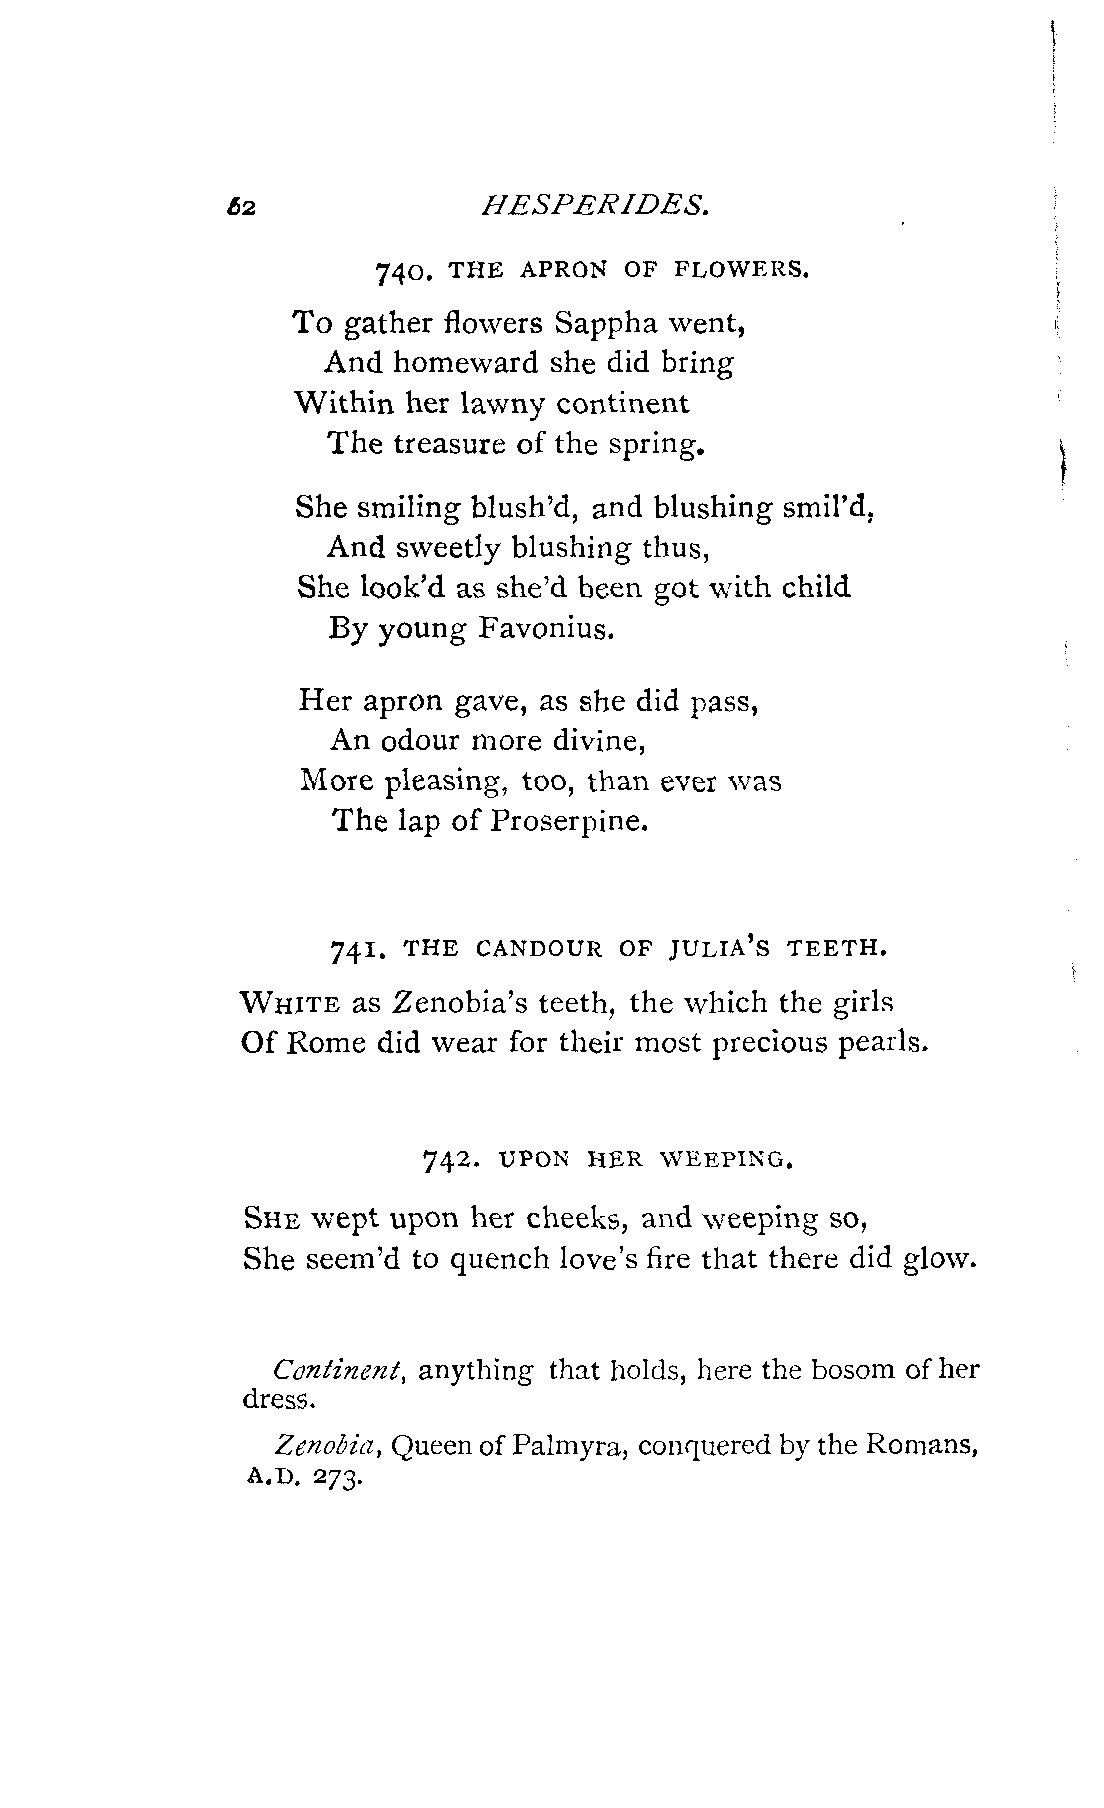 62 HESPERIDES.
740. THE APRON OF FLOWERS.
To gather flowers Sappha went,
And homeward she did bring
Within her lawny continent
The treasure of the spring.
She smiling blush'd, and blushing smil'd,
And sweetly blushing thus,
She look'd as she'd been got with child
By young Favonius.
Her apron gave, as she did pass,
An odour more divine,
More pleasing, too, than ever was
The lap of Proserpine.
741. THE CANDOUR OF JULIA'S TEETH.
WHITE as Zenobia's teeth, the which the girls
Of Rome did wear for their most precious pearls.
742. UPON HER WEEPING.
SHE wept upon her cheeks, and weeping so,
She seem'd to quench love's fire that there did glow.
Continent, anything that holds, here the bosom of her
dress.
Zenobia, Queen of Palmyra, conquered by the Romans,
A.D. 273.